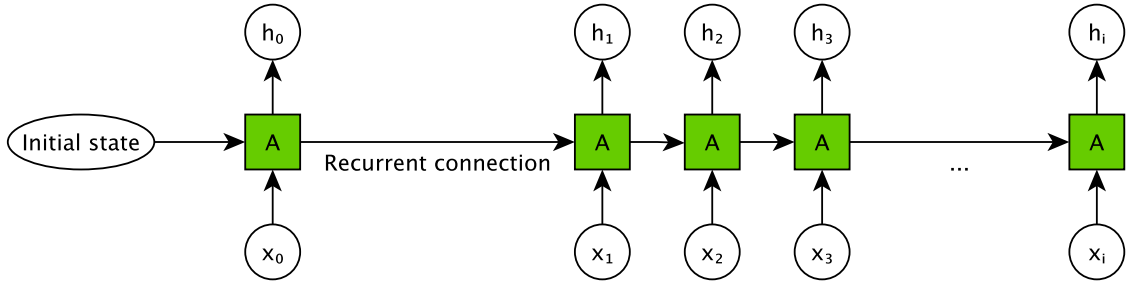 h₀ h₁ h₂ h₃ hᵢ
Initial state A A A A A
Recurrent connection ...
x₀ x₁ x₂ x₃ xᵢ